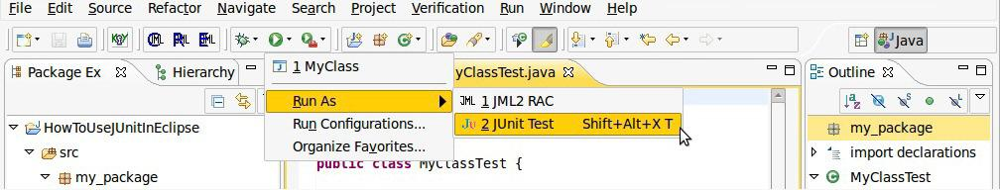 File Edit Source Refactor Navigate Search Project Verification Run Window Help
Java
Package Ex Hierarchy
1 MyClass
yClassTest.java
Outline
Run As
1 JML2 RAC
2 JUnit Test Shift+Alt+X T
HowToUseJUnitInEclipse
Run Configurations...
my_package
src
Organize Favorites...
import declarations
my_package
public class MyClassTest {
MyClassTest